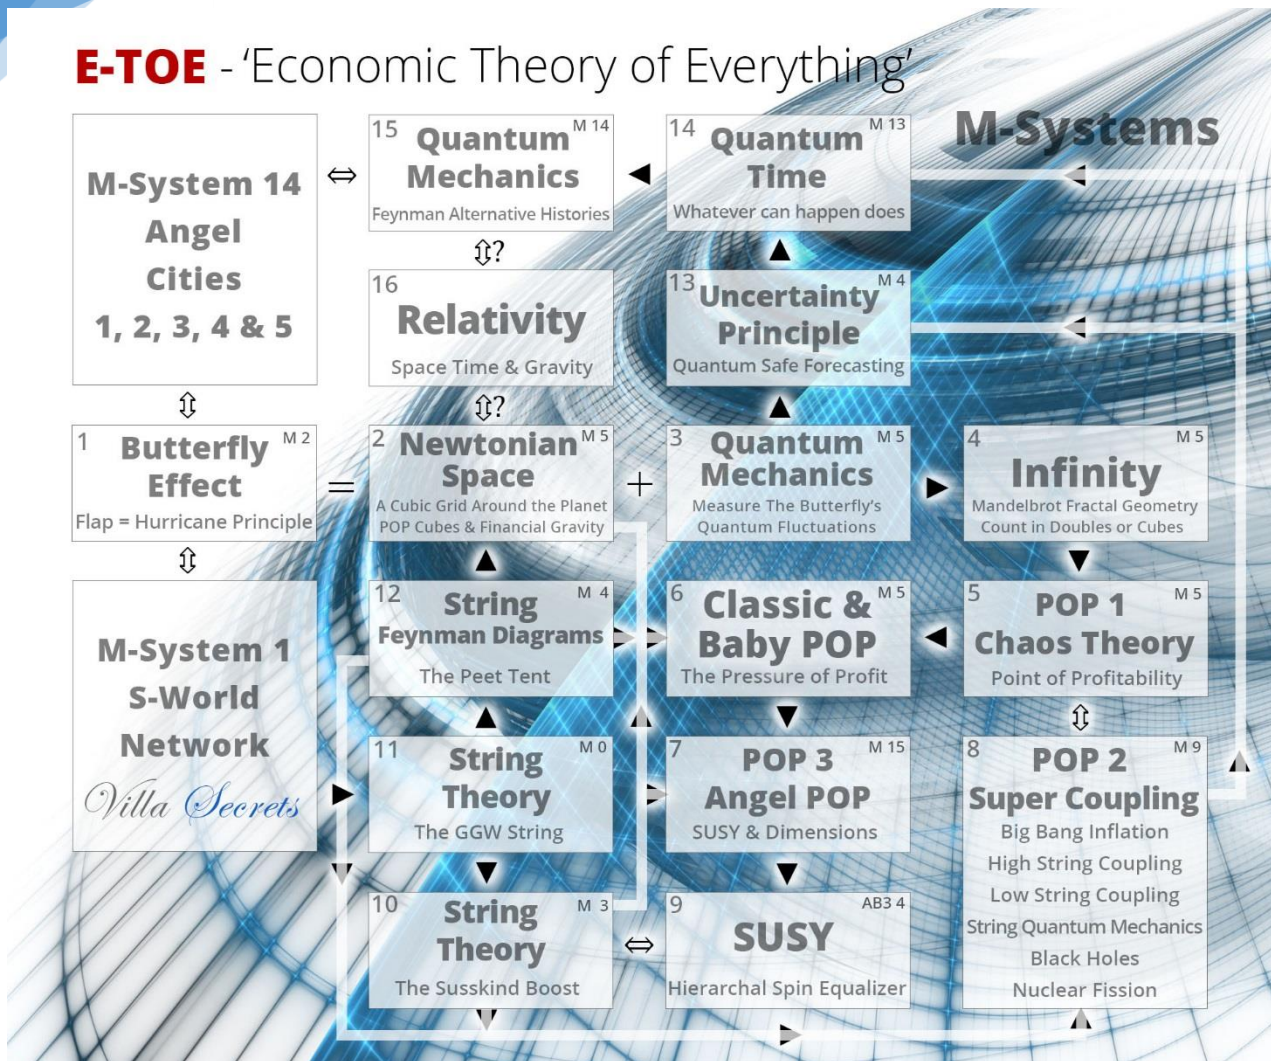 E-TOE - ‘Economic Theory of Everything’
M-Systems
M-System 14
Angel
Cities
1, 2, 3, 4 & 5
15 M 14
Quantum
Mechanics
Feynman Alternative Histories
14 M 13
Quantum
Time
Whatever can happen does
⇔
⇕?
16
Relativity
Space Time & Gravity
⇕?
13 M 4
Uncertainty
Principle
Quantum Safe Forecasting
⇕
1 M 2
Butterfly
Effect
Flap = Hurricane Principle
=
2 M 5
Newtonian
Space
A Cubic Grid Around the Planet
POP Cubes & Financial Gravity
+
3 M 5
Quantum
Mechanics
Measure The Butterfly’s
Quantum Fluctuations
4 M 5
Infinity
Mandelbrot Fractal Geometry
Count in Doubles or Cubes
⇕
M-System 1
S-World
Network
Villa Secrets
12 M 4
String
Feynman Diagrams
The Peet Tent
6 M 5
Classic &
Baby POP
The Pressure of Profit
5 M 5
POP 1
Chaos Theory
Point of Profitability
⇕
11 M 0
String
Theory
The GGW String
7 M 15
POP 3
Angel POP
SUSY & Dimensions
8 M 9
POP 2
Super Coupling
Big Bang Inflation
High String Coupling
Low String Coupling
String Quantum Mechanics
Black Holes
Nuclear Fission
10 M 3
String
Theory
The Susskind Boost
⇔
9 AB3 4
SUSY
Hierarchal Spin Equalizer